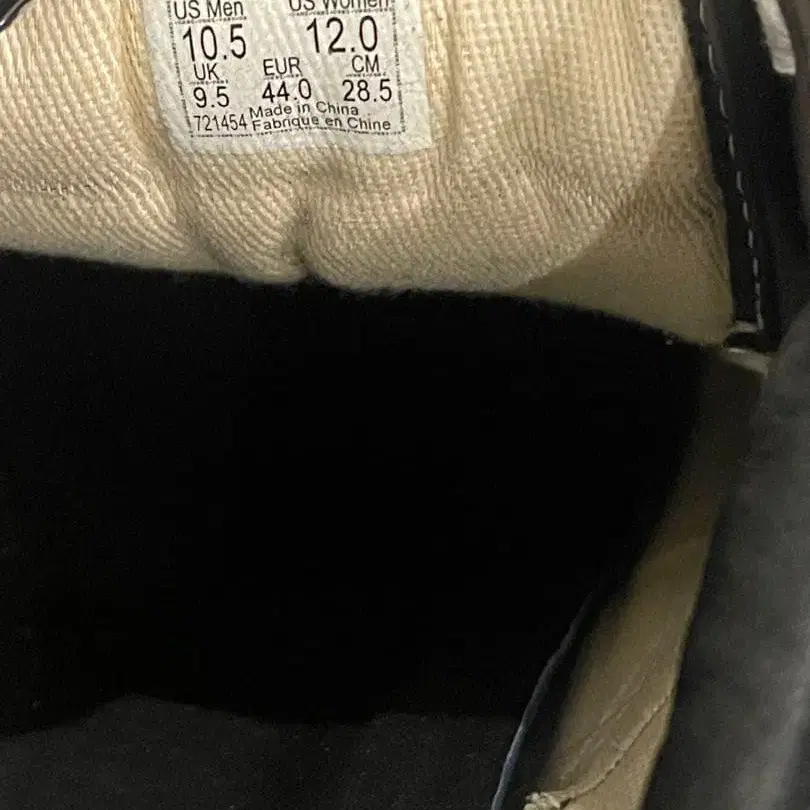 US Men US Women
10.5 12.0
UK EUR CM
9.5 44.0 28.5
Made in China
721454 Fabriqué en Chine